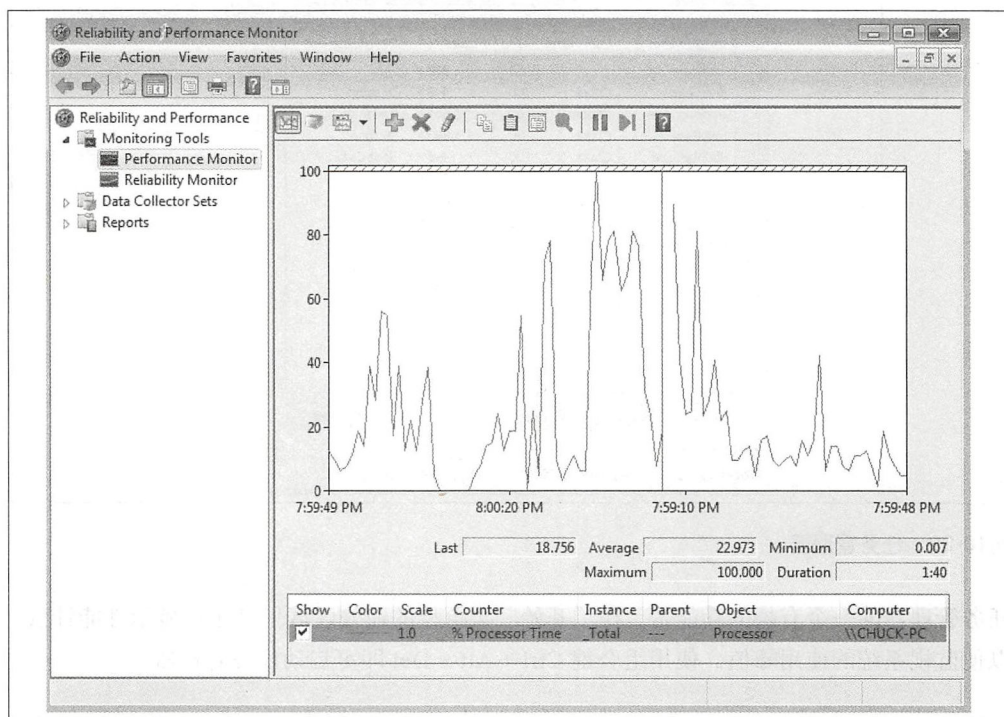 Reliability and Performance Monitor
File Action View Favorites Window Help
Reliability and Performance
Monitoring Tools
Performance Monitor
Reliability Monitor
Data Collector Sets
Reports
100
80
60
40
20
0
7:59:49 PM 8:00:20 PM 7:59:10 PM 7:59:48 PM
Last 18.756 Average 22.973 Minimum 0.007
Maximum 100.000 Duration 1:40
Show Color Scale Counter Instance Parent Object Computer
1.0 % Processor Time _Total --- Processor \\CHUCK-PC